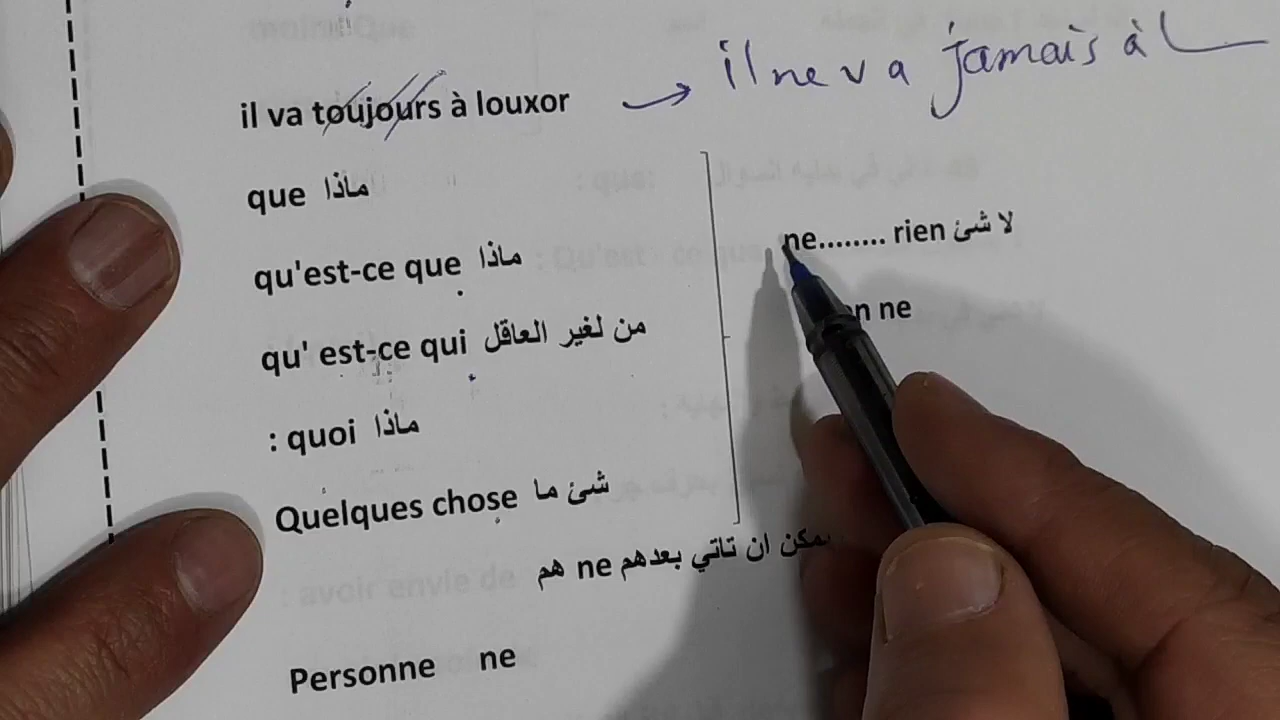 il va toujours à louxor → il ne va jamais à L
que ماذا
qu'est-ce que ماذا
ne........ rien لا شئ
qu' est-ce qui من لغير العاقل
ne
: quoi ماذا
Quelques chose شئ ما
هم ne يمكن ان تاتي بعدهم
Personne ne